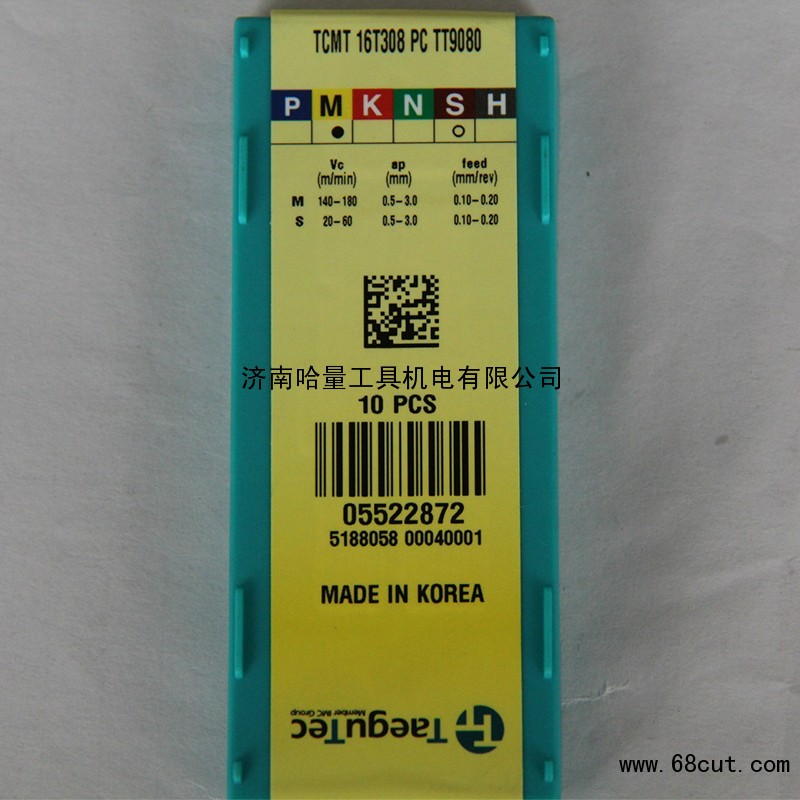 TCMT 16T308 PC TT9080
P M K N S H
Vc ap feed
(m/min) (mm) (mm/rev)
M 140-180 0.5-3.0 0.10-0.20
S 20-60 0.5-3.0 0.10-0.20
济南哈量工具机电有限公司
10 PCS
05522872
5188058 00040001
MADE IN KOREA
TaeguTec
Member IMC Group
www.68cut.com